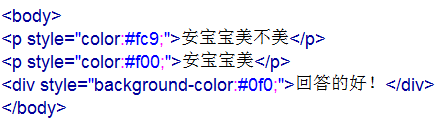 <body>
<p style="color:#fc9;">安宝宝美不美</p>
<p style="color:#f00;">安宝宝美</p>
<div style="background-color:#0f0;">回答的好！</div>
</body>